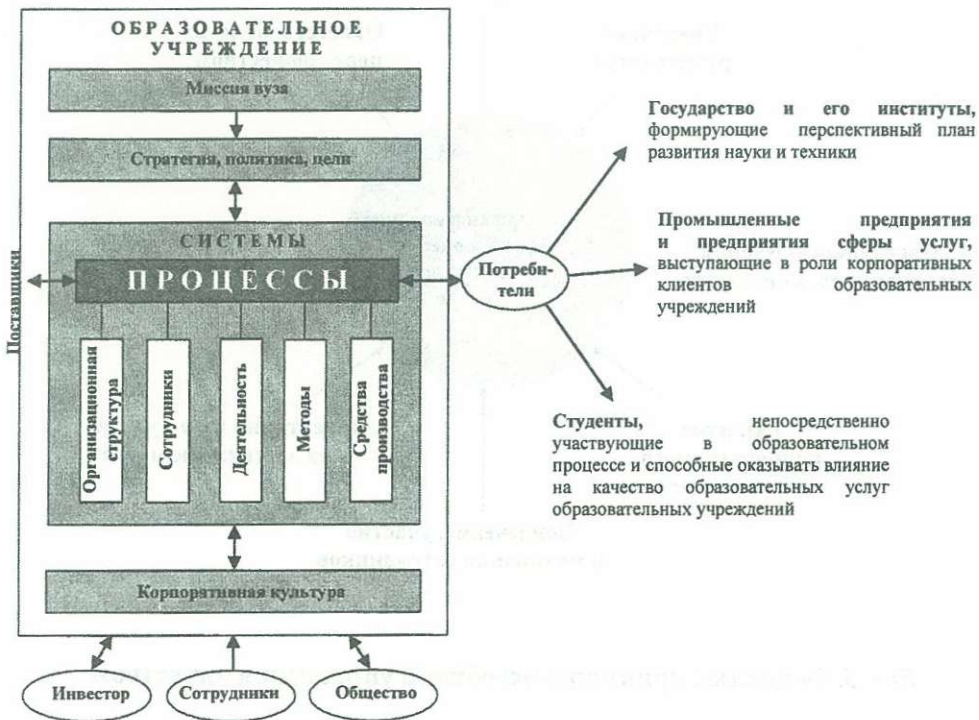 ОБРАЗОВАТЕЛЬНОЕ
УЧРЕЖДЕНИЕ
Миссия вуза
Стратегия, политика, цели
СИСТЕМЫ
ПРОЦЕССЫ
Организационная
структура
Сотрудники
Деятельность
Методы
Средства
производства
Корпоративная культура
Поставщики
Инвестор
Сотрудники
Общество
Потреби-
тели
Государство и его институты,
формирующие перспективный план
развития науки и техники
Промышленные предприятия
и предприятия сферы услуг,
выступающие в роли корпоративных
клиентов образовательных
учреждений
Студенты, непосредственно
участвующие в образовательном
процессе и способные оказывать влияние
на качество образовательных услуг
образовательных учреждений